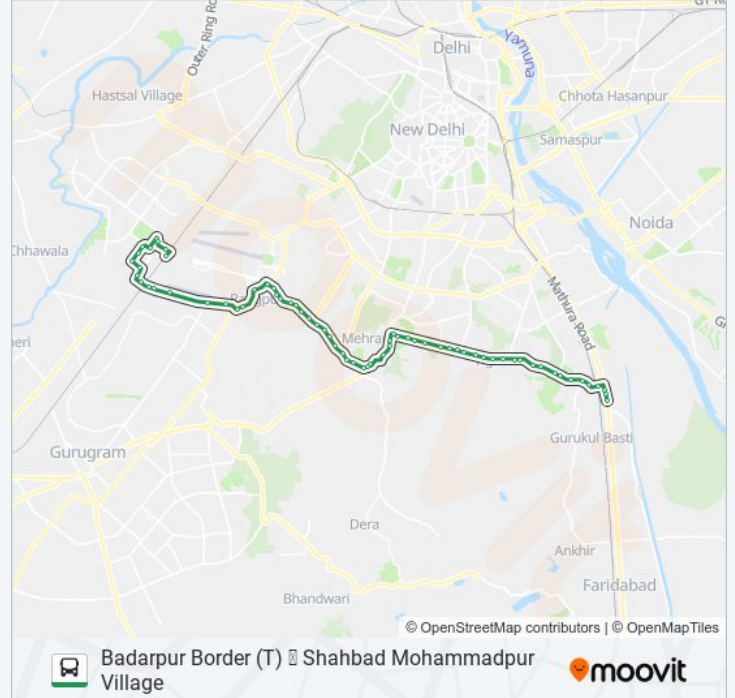 Outer Ring Ro
Delhi
Yamuna
Hastsal Village
Chhota Hasanpur
New Delhi
Samaspur
Noida
Chhawala
Mathura Road
Mehra
Gurugram
Gurukul Basti
Dera
Ankhir
Faridabad
Bhandwari
© OpenStreetMap contributors | © OpenMapTiles
Badarpur Border (T) Shahbad Mohammadpur
Village
moovit